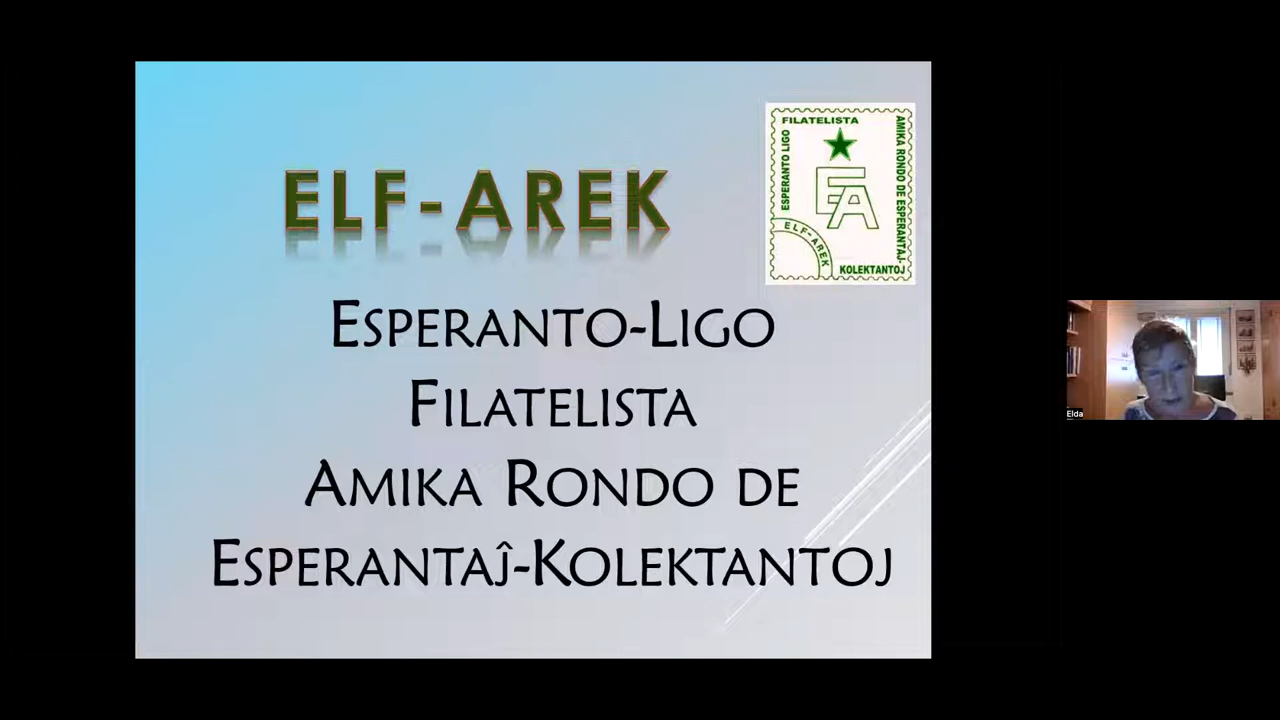 ELF-AREK
FILATELISTA
ESPERANTO LIGO
AMIKA RONDO DE ESPERANTAJ-
EA
ELF-AREK
KOLEKTANTOJ
Esperanto-Ligo
Filatelista
Amika Rondo de
Esperantaĵ-Kolektantoj
Elda